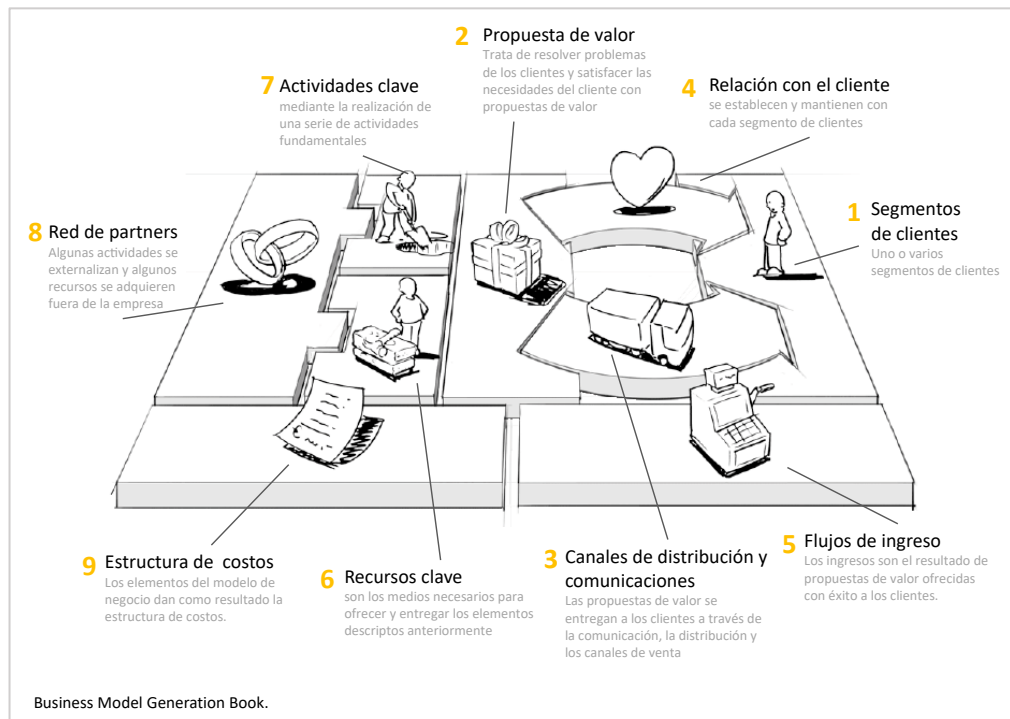 2 Propuesta de valor
Trata de resolver problemas
de los clientes y satisfacer las
necesidades del cliente con
propuestas de valor
7 Actividades clave
mediante la realización de
una serie de actividades
fundamentales
4 Relación con el cliente
se establecen y mantienen con
cada segmento de clientes
8 Red de partners
Algunas actividades se
externalizan y algunos
recursos se adquieren
fuera de la empresa
1 Segmentos
de clientes
Uno o varios
segmentos de clientes
9 Estructura de costos
Los elementos del modelo de
negocio dan como resultado la
estructura de costos.
6 Recursos clave
son los medios necesarios para
ofrecer y entregar los elementos
descriptos anteriormente
3 Canales de distribución y
comunicaciones
Las propuestas de valor se
entregan a los clientes a través de
la comunicación, la distribución y
los canales de venta
5 Flujos de ingreso
Los ingresos son el resultado de
propuestas de valor ofrecidas
con éxito a los clientes.
Business Model Generation Book.